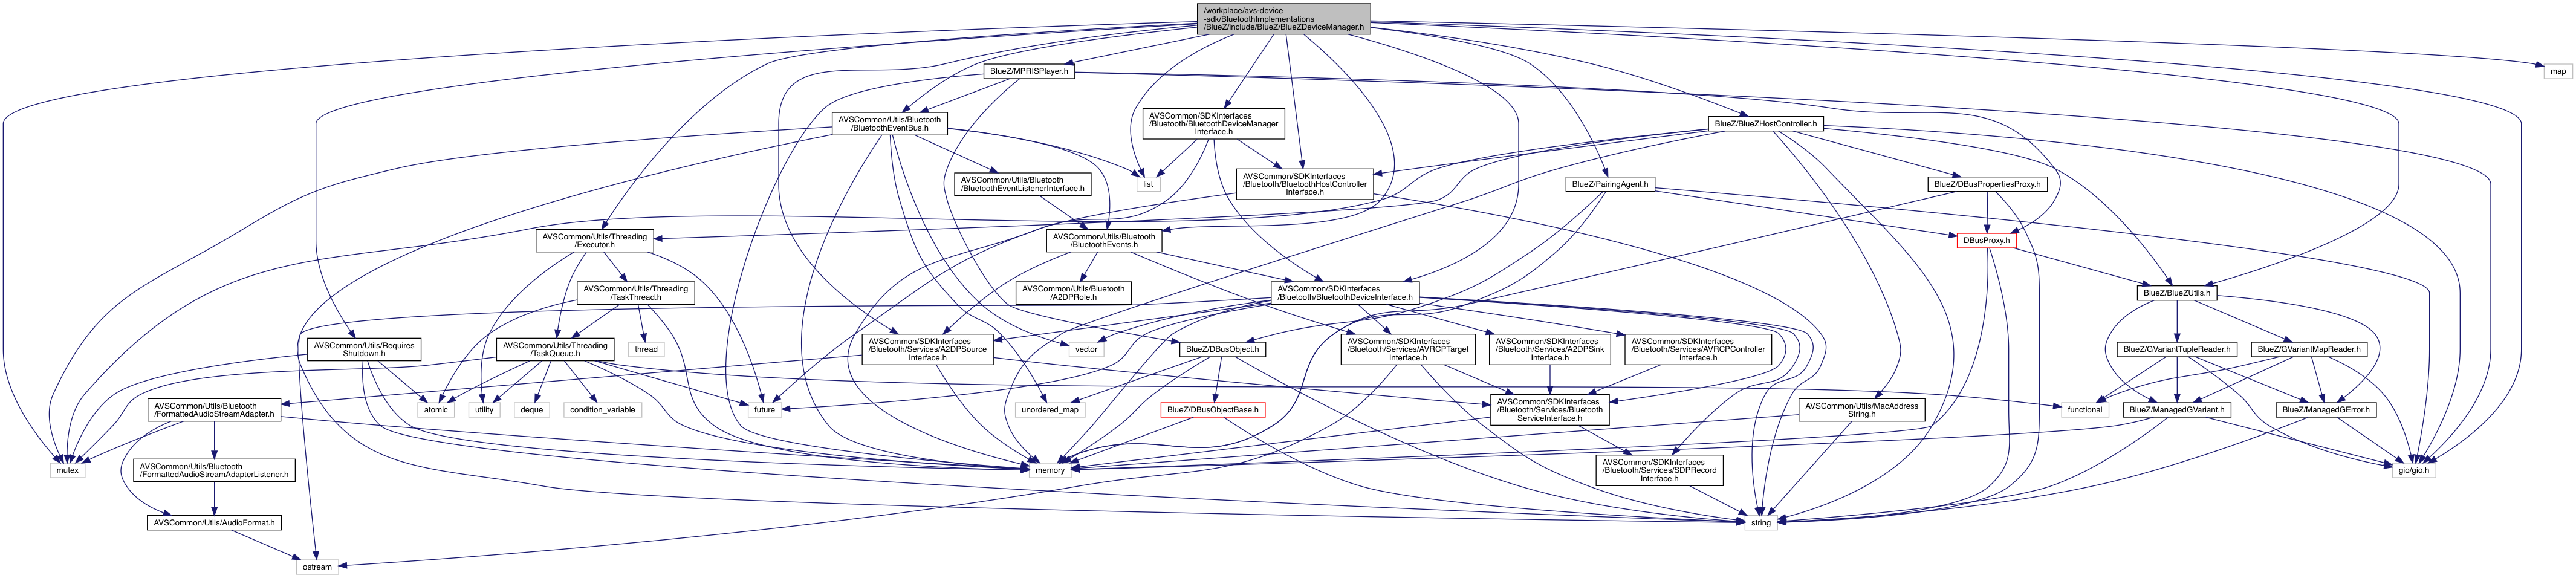 /workplace/avs-device
-sdk/BluetoothImplementations
/BlueZ/include/BlueZ/BlueZDeviceManager.h
BlueZ/MPRISPlayer.h
map
AVSCommon/Utils/Bluetooth
/BluetoothEventBus.h
AVSCommon/SDKInterfaces
/Bluetooth/BluetoothDeviceManager
Interface.h
BlueZ/BlueZHostController.h
AVSCommon/Utils/Bluetooth
/BluetoothEventListenerInterface.h
list
AVSCommon/SDKInterfaces
/Bluetooth/BluetoothHostController
Interface.h
BlueZ/PairingAgent.h
BlueZ/DBusPropertiesProxy.h
AVSCommon/Utils/Threading
/Executor.h
AVSCommon/Utils/Bluetooth
/BluetoothEvents.h
DBusProxy.h
AVSCommon/Utils/Threading
/TaskThread.h
AVSCommon/Utils/Bluetooth
/A2DPRole.h
AVSCommon/SDKInterfaces
/Bluetooth/BluetoothDeviceInterface.h
BlueZ/BlueZUtils.h
AVSCommon/Utils/Requires
Shutdown.h
AVSCommon/Utils/Threading
/TaskQueue.h
thread
AVSCommon/SDKInterfaces
/Bluetooth/Services/A2DPSource
Interface.h
vector
BlueZ/DBusObject.h
AVSCommon/SDKInterfaces
/Bluetooth/Services/AVRCPTarget
Interface.h
AVSCommon/SDKInterfaces
/Bluetooth/Services/A2DPSink
Interface.h
AVSCommon/SDKInterfaces
/Bluetooth/Services/AVRCPController
Interface.h
BlueZ/GVariantTupleReader.h
BlueZ/GVariantMapReader.h
AVSCommon/Utils/Bluetooth
/FormattedAudioStreamAdapter.h
atomic
utility
deque
condition_variable
future
unordered_map
BlueZ/DBusObjectBase.h
AVSCommon/SDKInterfaces
/Bluetooth/Services/Bluetooth
ServiceInterface.h
AVSCommon/Utils/MacAddress
String.h
functional
BlueZ/ManagedGVariant.h
BlueZ/ManagedGError.h
mutex
AVSCommon/Utils/Bluetooth
/FormattedAudioStreamAdapterListener.h
memory
AVSCommon/SDKInterfaces
/Bluetooth/Services/SDPRecord
Interface.h
gio/gio.h
AVSCommon/Utils/AudioFormat.h
string
ostream